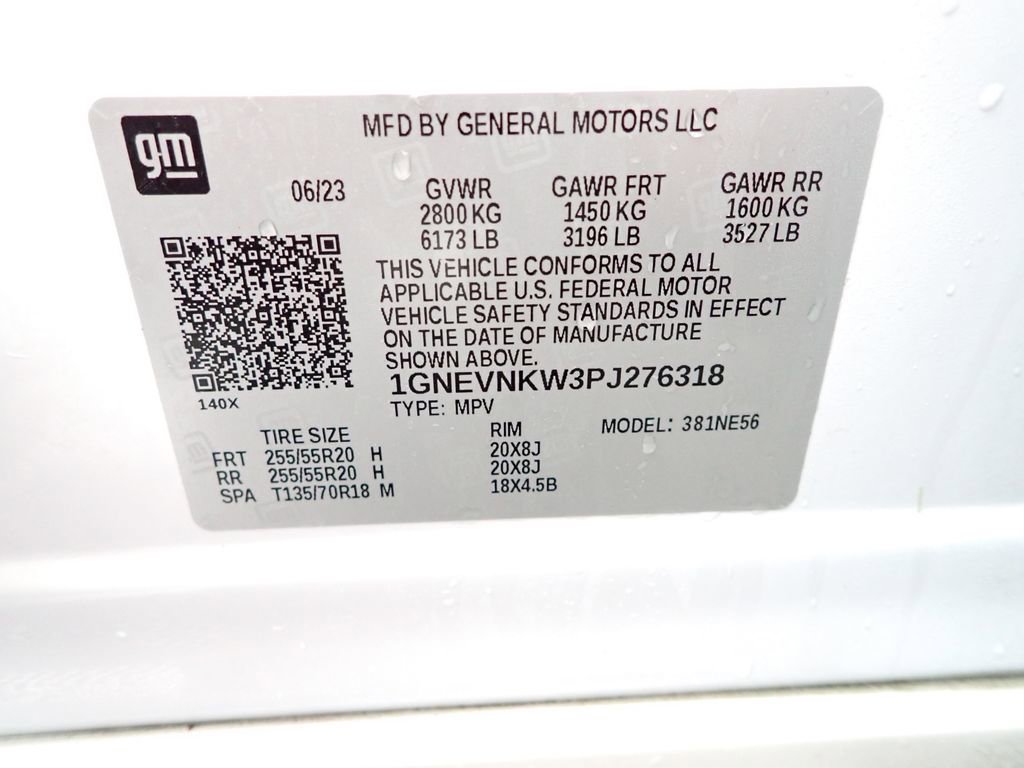 gm
MFD BY GENERAL MOTORS LLC
06/23 GVWR GAWR FRT GAWR RR
2800 KG 1450 KG 1600 KG
6173 LB 3196 LB 3527 LB
THIS VEHICLE CONFORMS TO ALL
APPLICABLE U.S. FEDERAL MOTOR
VEHICLE SAFETY STANDARDS IN EFFECT
ON THE DATE OF MANUFACTURE
SHOWN ABOVE.
1GNEVNKW3PJ276318
140X
TYPE: MPV
TIRE SIZE RIM MODEL: 381NE56
FRT 255/55R20 H 20X8J
RR 255/55R20 H 20X8J
SPA T135/70R18 M 18X4.5B